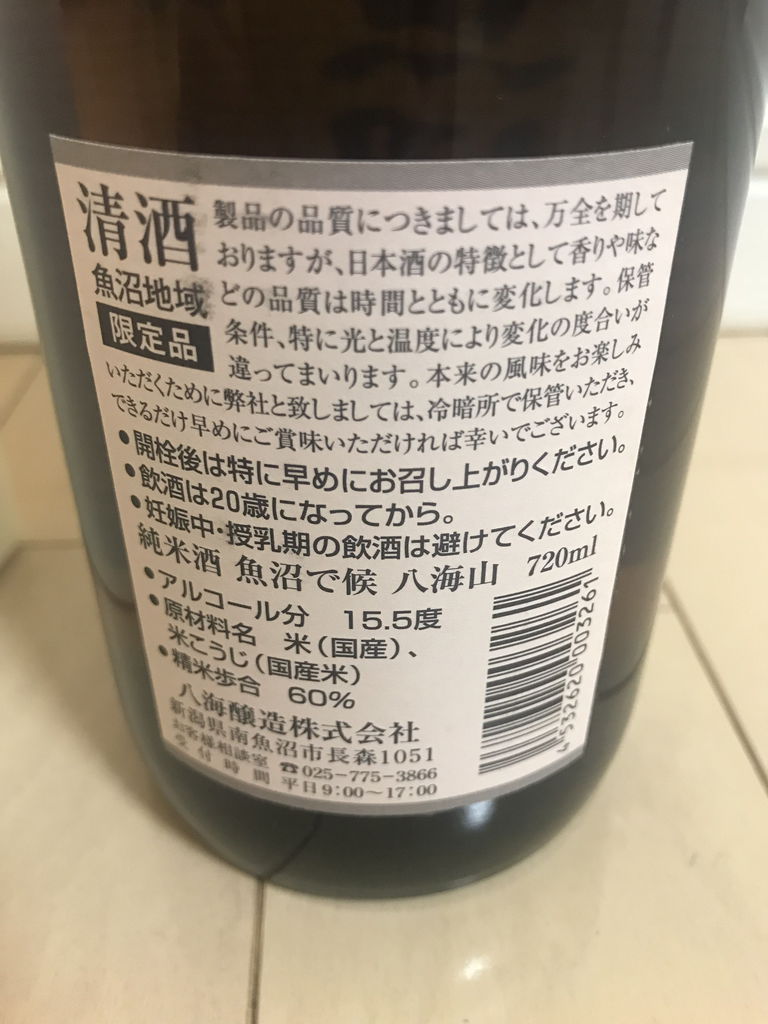 清酒
魚沼地域
限定品
製品の品質につきましては、万全を期して
おりますが、日本酒の特徴として香りや味な
どの品質は時間とともに変化します。保管
条件、特に光と温度により変化の度合いが
違ってまいります。本来の風味をお楽しみ
いただくために弊社と致しましては、冷暗所で保管いただき、
できるだけ早めにご賞味いただければ幸いでございます。
•開栓後は特に早めにお召し上がりください。
•飲酒は20歳になってから。
•妊娠中・授乳期の飲酒は避けてください。
純米酒 魚沼で候 八海山 720ml
•アルコール分 15.5度
•原材料名 米（国産）、
米こうじ（国産米）
•精米歩合 60%
八海醸造株式会社
新潟県南魚沼市長森1051
お客様相談室 ☎025-775-3866
受付時間 平日9:00〜17:00
4 532620 003261